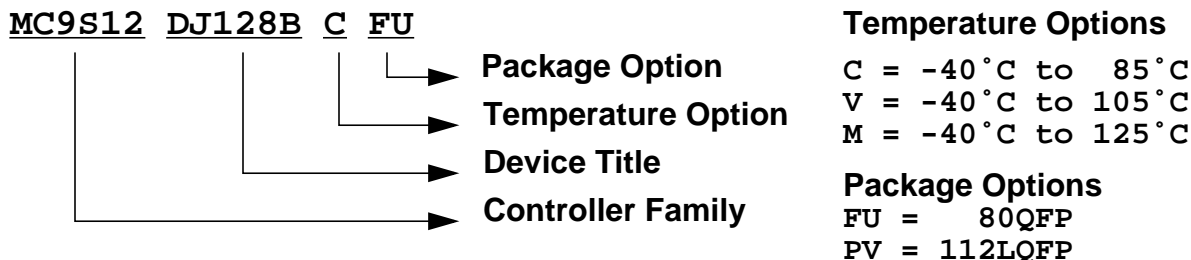 MC9S12 DJ128B C FU
Package Option
Temperature Option
Device Title
Controller Family
Temperature Options
C = -40˚C to 85˚C
V = -40˚C to 105˚C
M = -40˚C to 125˚C
Package Options
FU = 80QFP
PV = 112LQFP